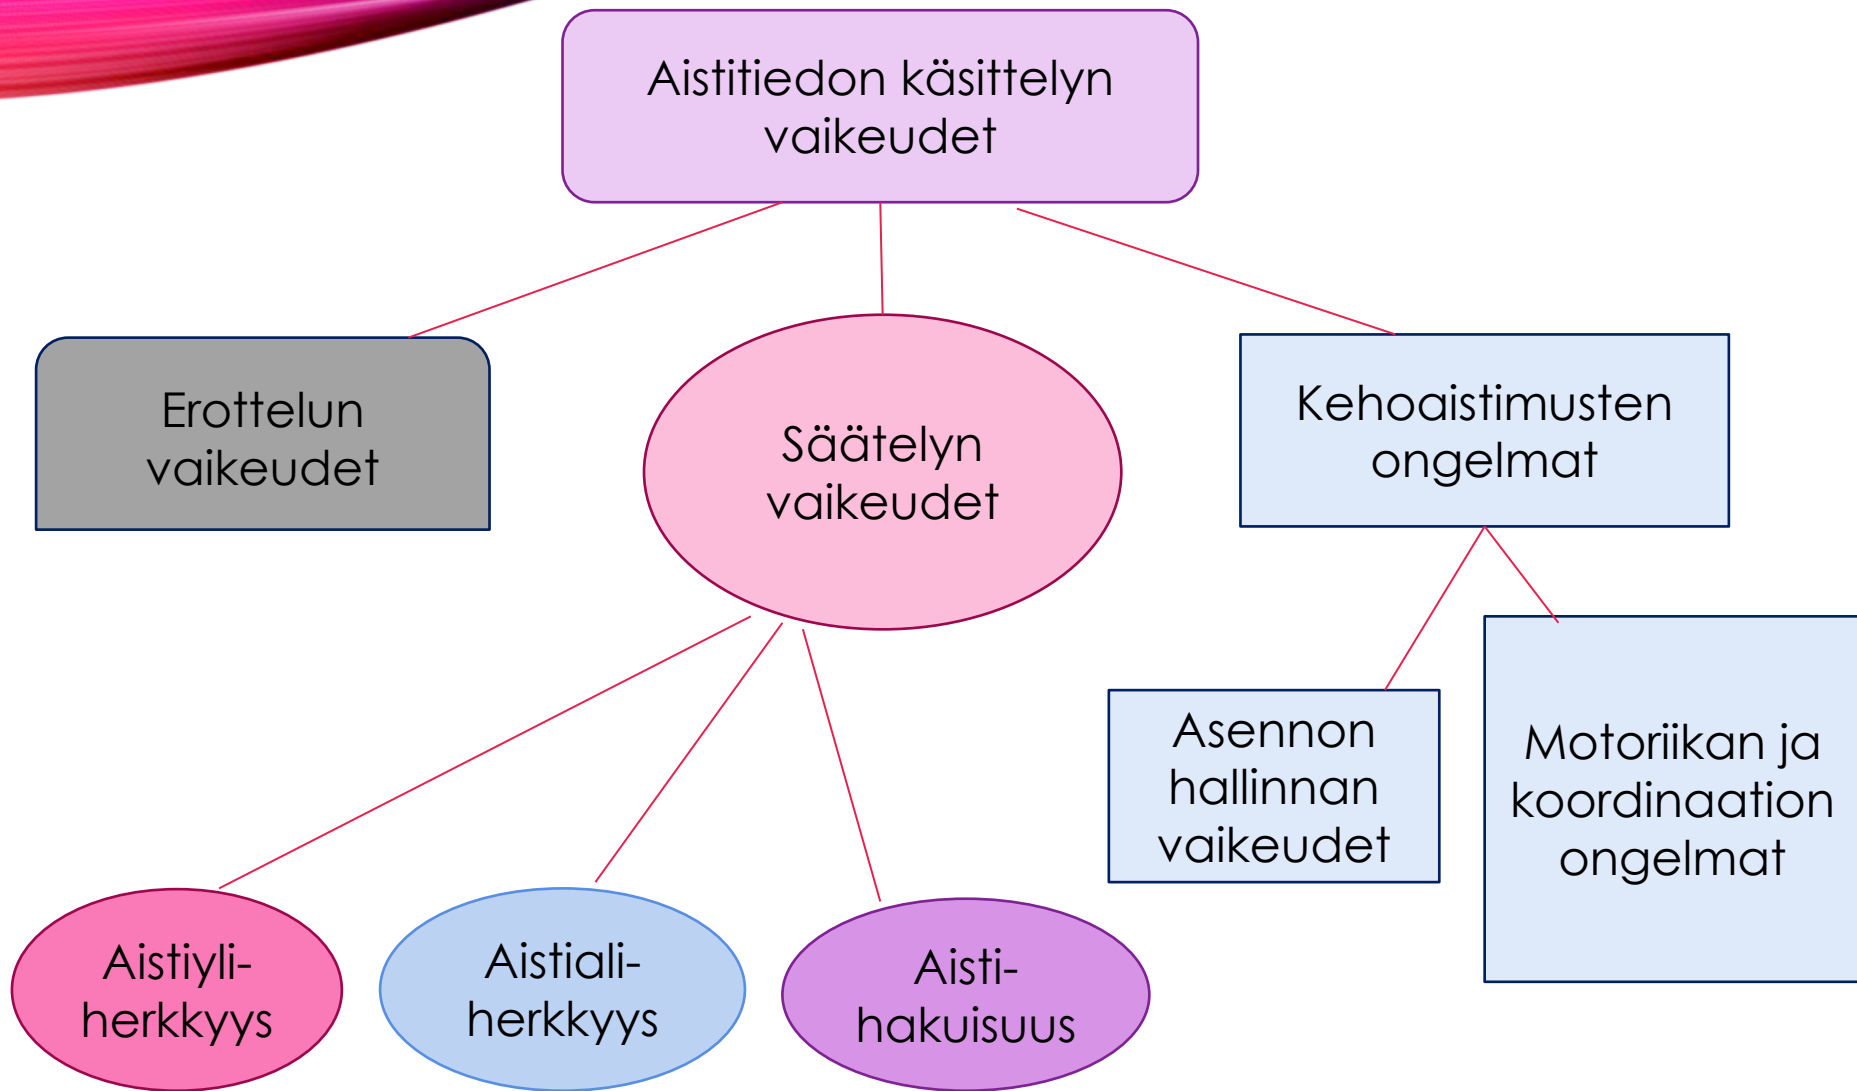 Aistitiedon käsittelyn
vaikeudet
Erottelun
vaikeudet
Säätelyn
vaikeudet
Kehoaistimusten
ongelmat
Asennon
hallinnan
vaikeudet
Motoriikan ja
koordinaation
ongelmat
Aistiyli-
herkkyys
Aistiali-
herkkyys
Aisti-
hakuisuus